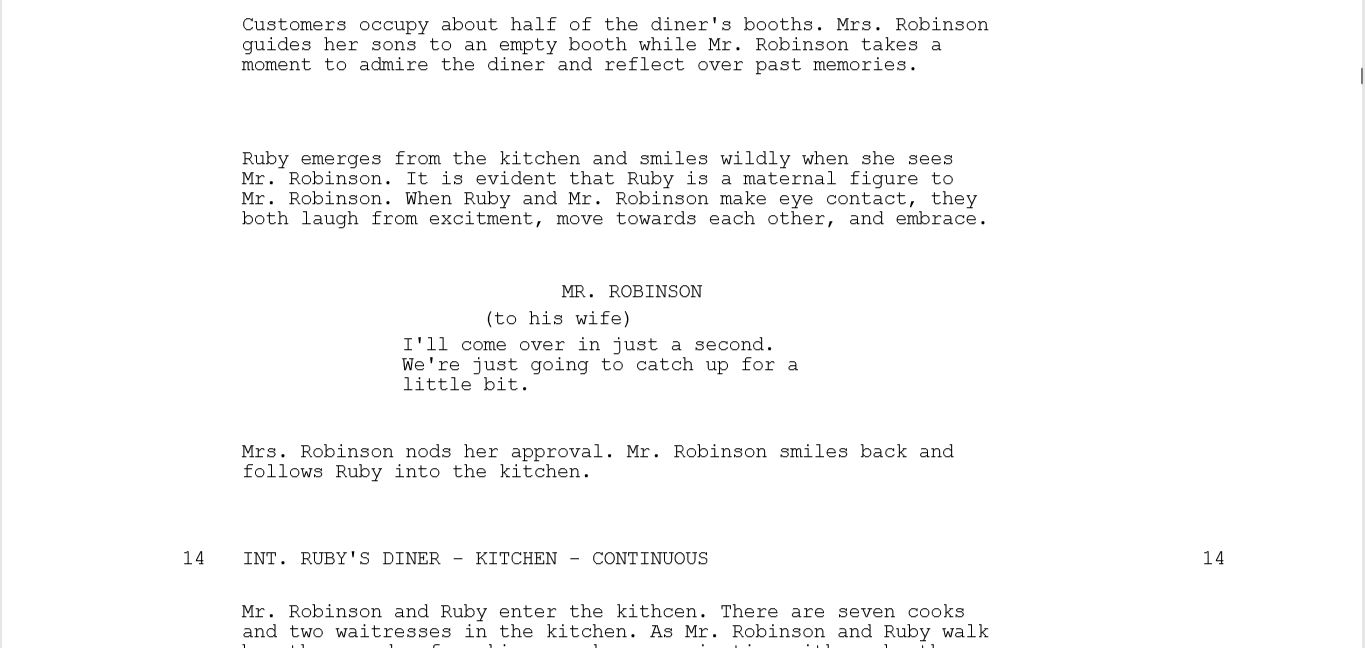 Customers occupy about half of the diner's booths. Mrs. Robinson
guides her sons to an empty booth while Mr. Robinson takes a
moment to admire the diner and reflect over past memories.
Ruby emerges from the kitchen and smiles wildly when she sees
Mr. Robinson. It is evident that Ruby is a maternal figure to
Mr. Robinson. When Ruby and Mr. Robinson make eye contact, they
both laugh from excitment, move towards each other, and embrace.
MR. ROBINSON
(to his wife)
I'll come over in just a second.
We're just going to catch up for a
little bit.
Mrs. Robinson nods her approval. Mr. Robinson smiles back and
follows Ruby into the kitchen.
14 INT. RUBY'S DINER - KITCHEN - CONTINUOUS 14
Mr. Robinson and Ruby enter the kithcen. There are seven cooks
and two waitresses in the kitchen. As Mr. Robinson and Ruby walk